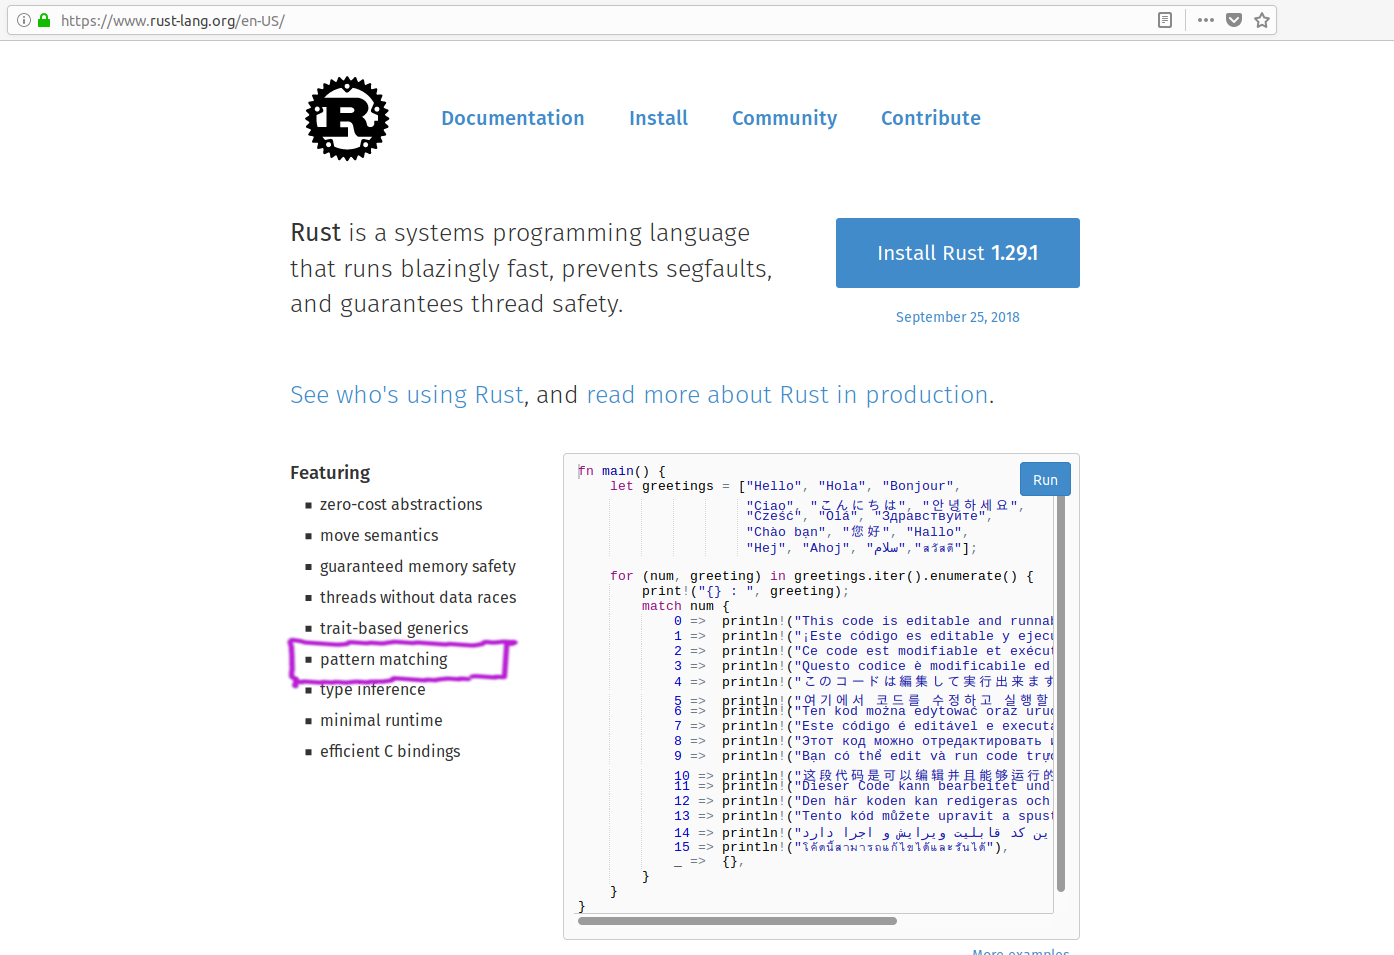 https://www.rust-lang.org/en-US/
Documentation Install Community Contribute
Rust is a systems programming language
that runs blazingly fast, prevents segfaults,
and guarantees thread safety.
Install Rust 1.29.1
September 25, 2018
See who's using Rust, and read more about Rust in production.
Featuring
zero-cost abstractions
move semantics
guaranteed memory safety
threads without data races
trait-based generics
pattern matching
type inference
minimal runtime
efficient C bindings
Run
fn main() {
let greetings = ["Hello", "Hola", "Bonjour",
"Ciao", "こんにちは", "안녕하세요",
"Cześć", "Olá", "Здравствуйте",
"Chào bạn", "您好", "Hallo",
"Hej", "Ahoj", "سلام","สวัสดี"];
for (num, greeting) in greetings.iter().enumerate() {
print!("{} : ", greeting);
match num {
0 => println!("This code is editable and runnab
1 => println!("¡Este código es editable y ejecu
2 => println!("Ce code est modifiable et exécut
3 => println!("Questo codice è modificabile ed
4 => println!("このコードは編集して実行出来ます
5 => println!("여기에서 코드를 수정하고 실행할
6 => println!("Ten kod można edytować oraz uruc
7 => println!("Este código é editável e executá
8 => println!("Этот код можно отредактировать и
9 => println!("Bạn có thể edit và run code trực
10 => println!("这段代码是可以编辑并且能够运行的
11 => println!("Dieser Code kann bearbeitet und
12 => println!("Den här koden kan redigeras och
13 => println!("Tento kód můžete upravit a spust
14 => println!("ین کد قابلیت ویرایش و اجرا دارد
15 => println!("โค้ดนี้สามารถแก้ไขได้และรันได้"),
_ => {},
}
}
}
More examples